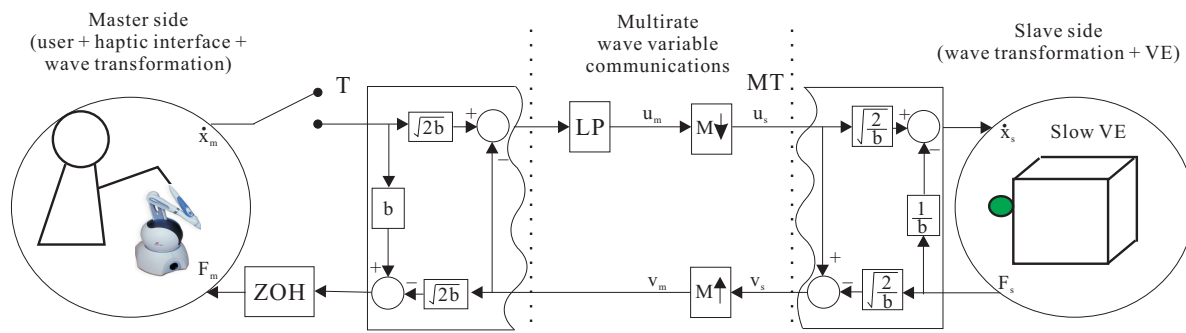 Master side
(user + haptic interface +
wave transformation)
Multirate
wave variable
communications
Slave side
(wave transformation + VE)
T
MT
ẋm
√2b
+
−
LP
um
M↓
us
√2/b
+
−
ẋs
Slow VE
b
1/b
Fm
ZOH
+
−
√2b
vm
M↑
vs
+
−
√2/b
Fs